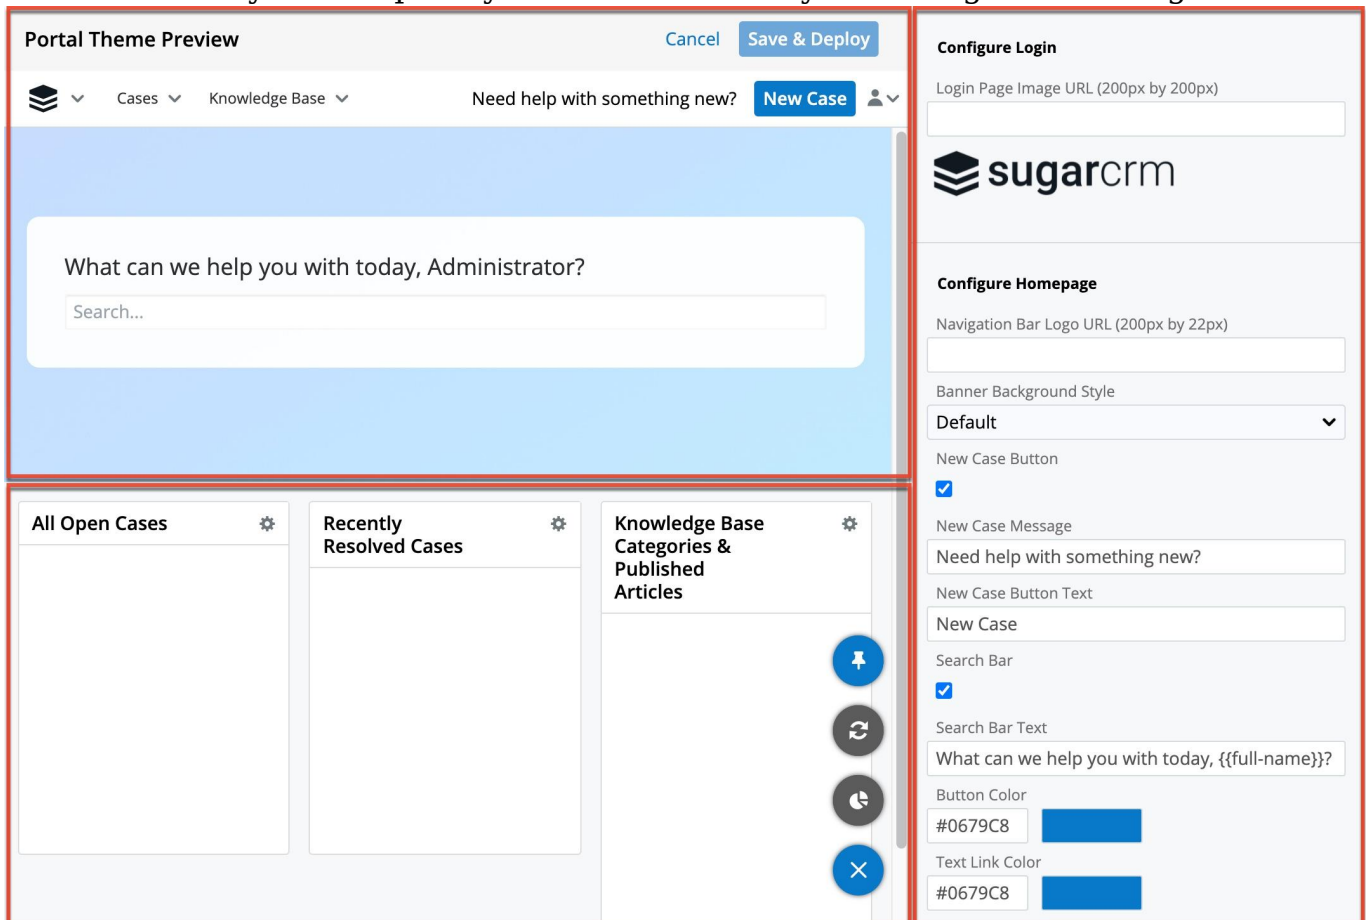 Portal Theme Preview
Cancel
Save & Deploy
Cases
Knowledge Base
Need help with something new?
New Case
What can we help you with today, Administrator?
Search...
All Open Cases
Recently
Resolved Cases
Knowledge Base
Categories &
Published
Articles
Configure Login
Login Page Image URL (200px by 200px)
sugarcrm
Configure Homepage
Navigation Bar Logo URL (200px by 22px)
Banner Background Style
Default
New Case Button
New Case Message
Need help with something new?
New Case Button Text
New Case
Search Bar
Search Bar Text
What can we help you with today, {{full-name}}?
Button Color
#0679C8
Text Link Color
#0679C8